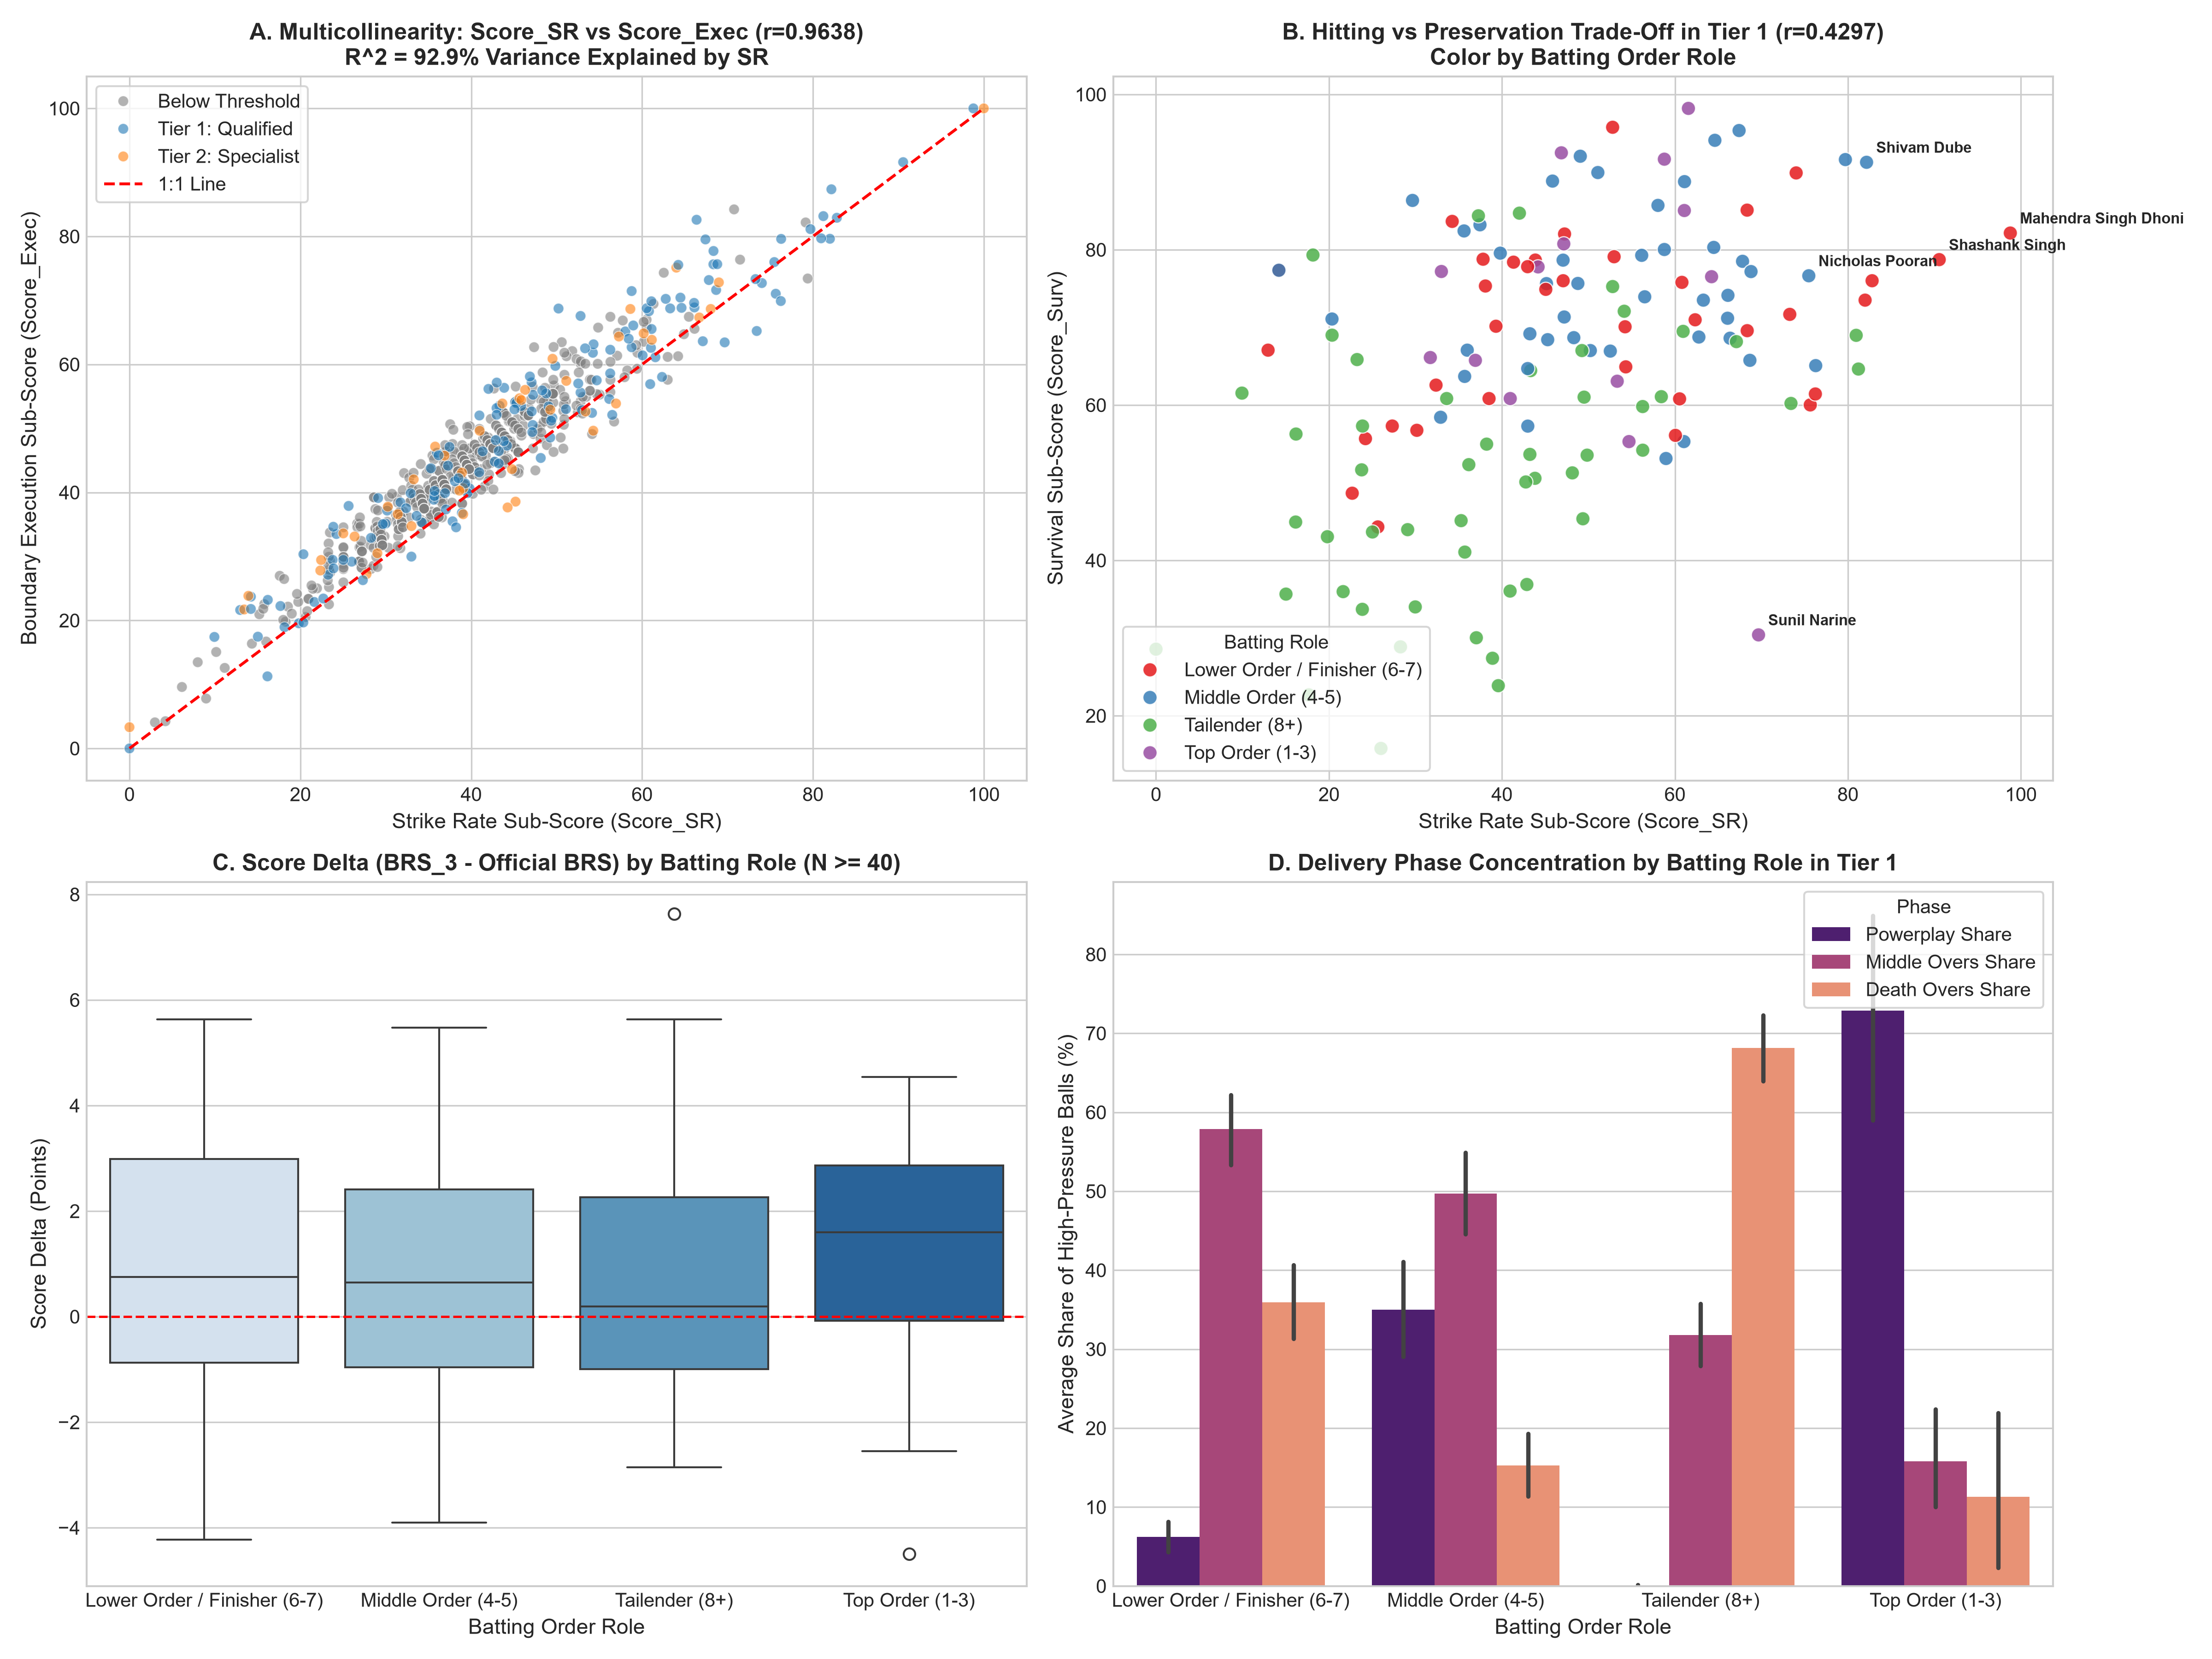 A. Multicollinearity: Score_SR vs Score_Exec (r=0.9638)
R^2 = 92.9% Variance Explained by SR
Below Threshold
Tier 1: Qualified
Tier 2: Specialist
1:1 Line
100
80
60
40
20
0
Boundary Execution Sub-Score (Score_Exec)
0 20 40 60 80 100
Strike Rate Sub-Score (Score_SR)
B. Hitting vs Preservation Trade-Off in Tier 1 (r=0.4297)
Color by Batting Order Role
100
80
60
40
20
Survival Sub-Score (Score_Surv)
Shivam Dube
Mahendra Singh Dhoni
Shashank Singh
Nicholas Pooran
Sunil Narine
Batting Role
Lower Order / Finisher (6-7)
Middle Order (4-5)
Tailender (8+)
Top Order (1-3)
0 20 40 60 80 100
Strike Rate Sub-Score (Score_SR)
C. Score Delta (BRS_3 - Official BRS) by Batting Role (N >= 40)
8
6
4
2
0
−2
−4
Score Delta (Points)
Lower Order / Finisher (6-7) Middle Order (4-5) Tailender (8+) Top Order (1-3)
Batting Order Role
D. Delivery Phase Concentration by Batting Role in Tier 1
Phase
Powerplay Share
Middle Overs Share
Death Overs Share
80
70
60
50
40
30
20
10
0
Average Share of High-Pressure Balls (%)
Lower Order / Finisher (6-7) Middle Order (4-5) Tailender (8+) Top Order (1-3)
Batting Order Role